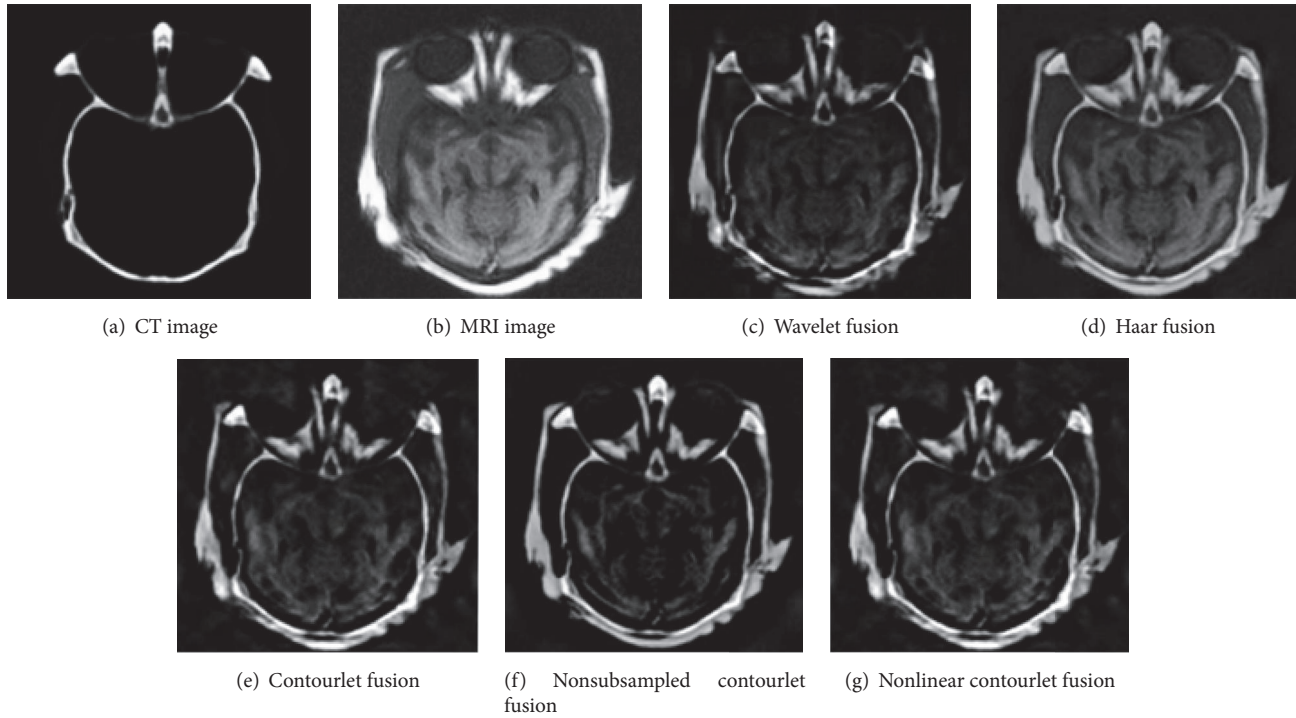 (a) CT image
(b) MRI image
(c) Wavelet fusion
(d) Haar fusion
(e) Contourlet fusion
(f) Nonsubsampled contourlet
fusion
(g) Nonlinear contourlet fusion